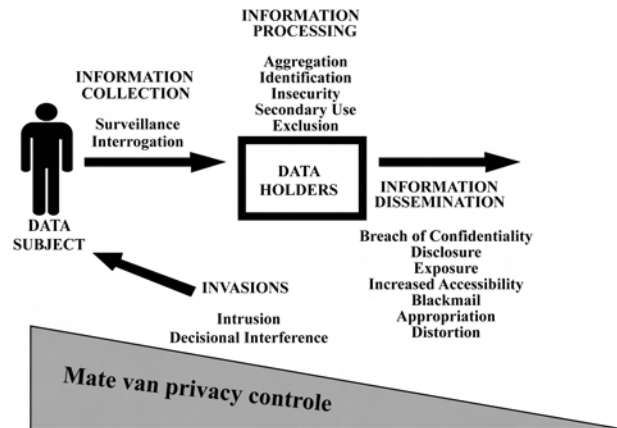 INFORMATION
PROCESSING
Aggregation
Identification
Insecurity
Secondary Use
Exclusion
INFORMATION
COLLECTION
Surveillance
Interrogation
DATA
HOLDERS
DATA
SUBJECT
INFORMATION
DISSEMINATION
Breach of Confidentiality
Disclosure
Exposure
Increased Accessibility
Blackmail
Appropriation
Distortion
INVASIONS
Intrusion
Decisional Interference
Mate van privacy controle